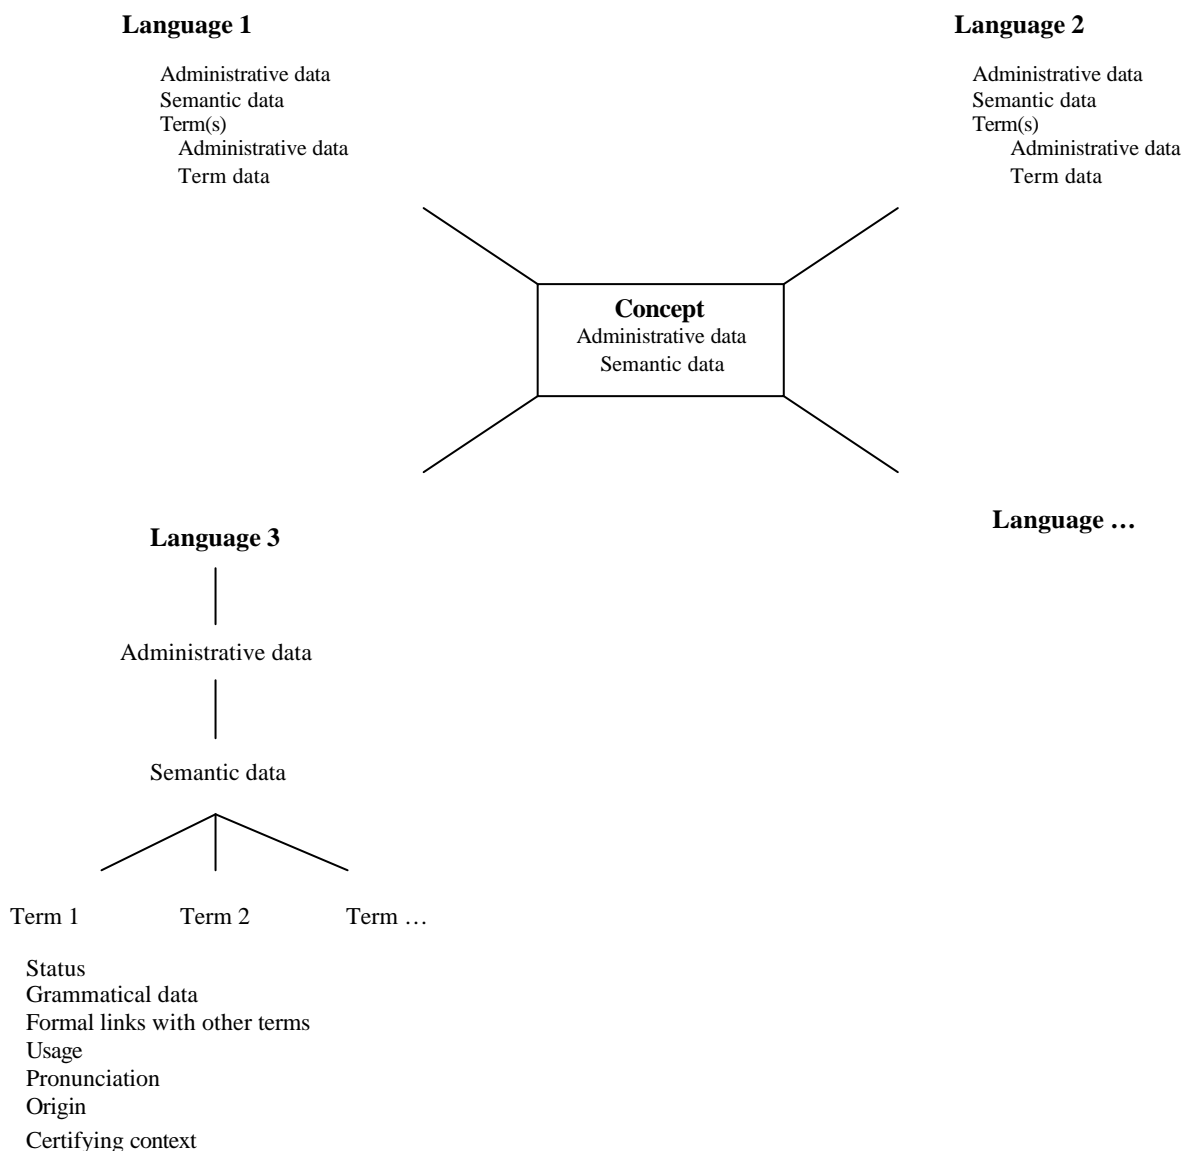 Language 1
Administrative data
Semantic data
Term(s)
Administrative data
Term data
Language 2
Administrative data
Semantic data
Term(s)
Administrative data
Term data
Concept
Administrative data
Semantic data
Language …
Language 3
Administrative data
Semantic data
Term 1 Term 2 Term …
Status
Grammatical data
Formal links with other terms
Usage
Pronunciation
Origin
Certifying context